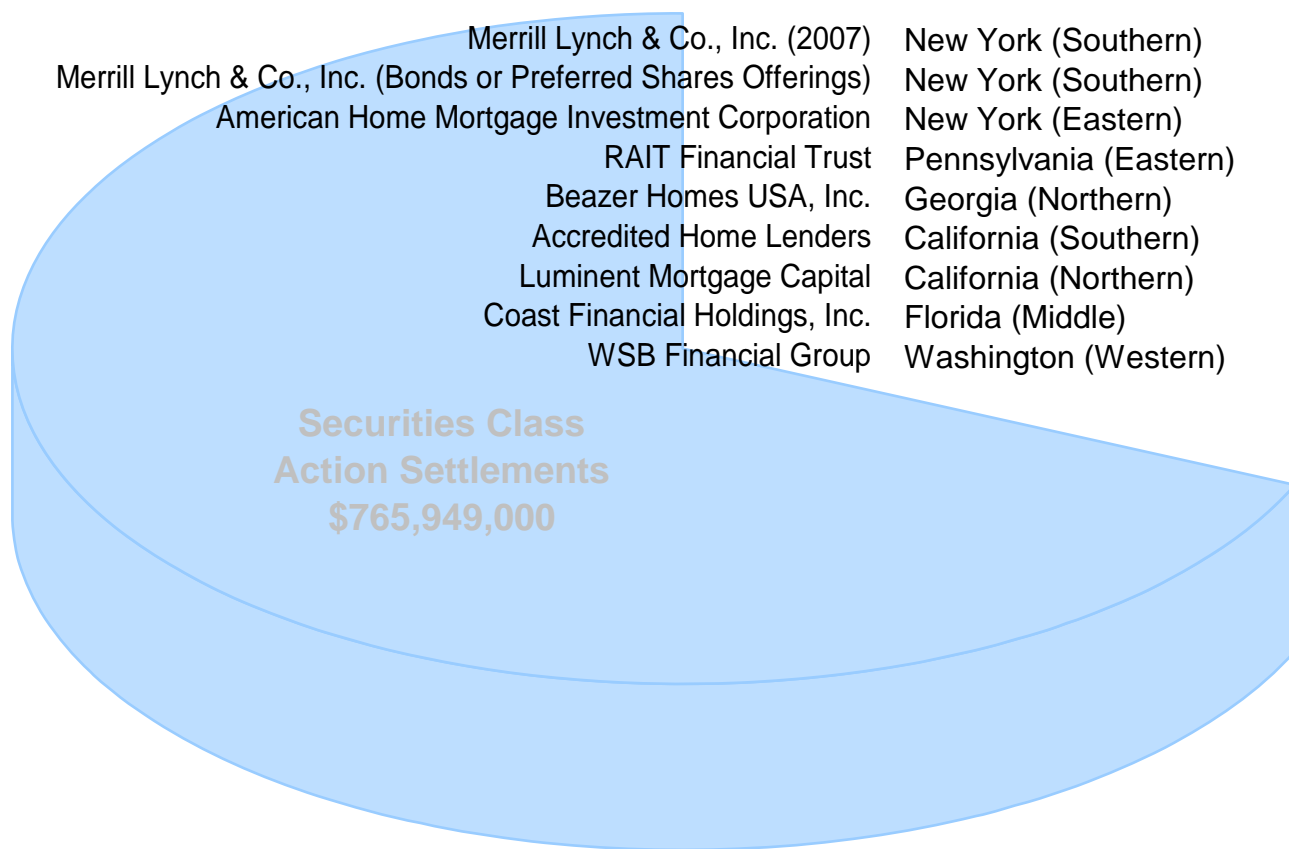 Merrill Lynch & Co., Inc. (2007) New York (Southern)
Merrill Lynch & Co., Inc. (Bonds or Preferred Shares Offerings) New York (Southern)
American Home Mortgage Investment Corporation New York (Eastern)
RAIT Financial Trust Pennsylvania (Eastern)
Beazer Homes USA, Inc. Georgia (Northern)
Accredited Home Lenders California (Southern)
Luminent Mortgage Capital California (Northern)
Coast Financial Holdings, Inc. Florida (Middle)
WSB Financial Group Washington (Western)
Securities Class
Action Settlements
$765,949,000